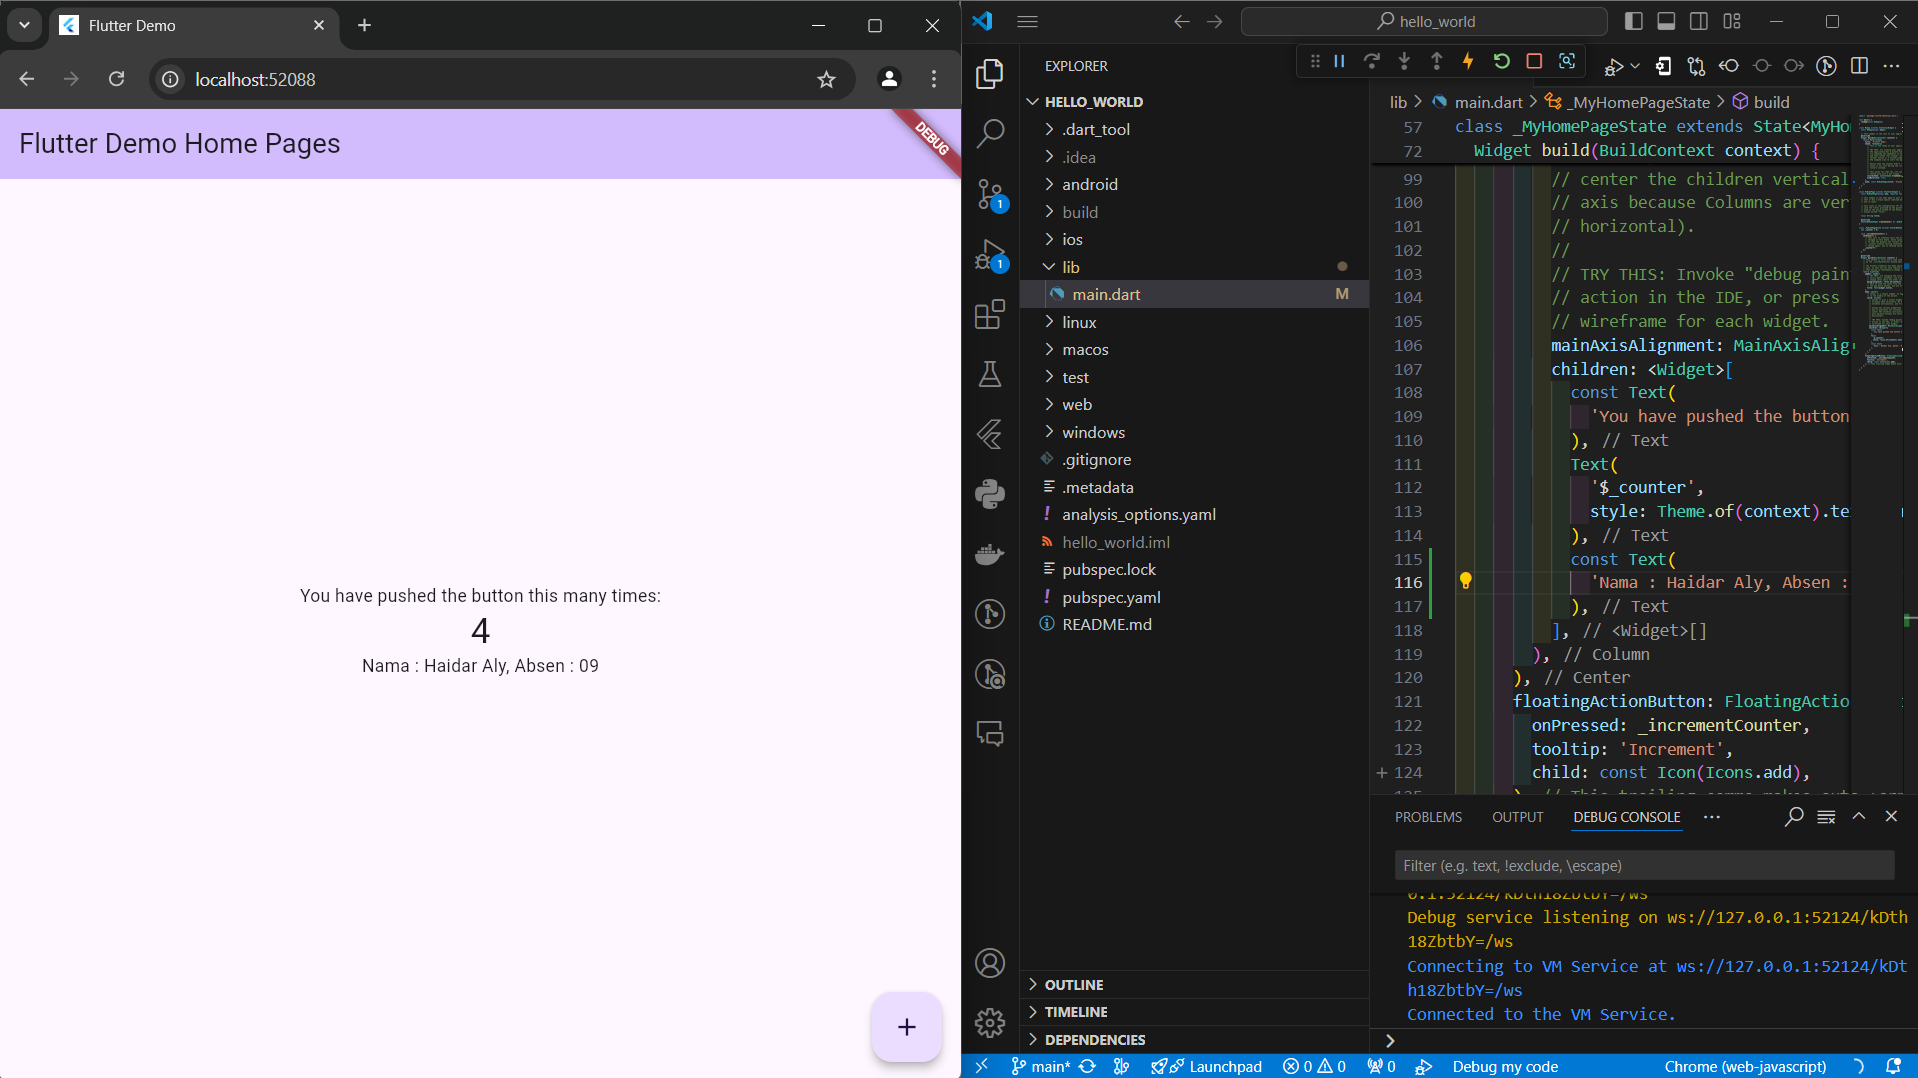 Flutter Demo
localhost:52088
Flutter Demo Home Pages
DEBUG
You have pushed the button this many times:
4
Nama : Haidar Aly, Absen : 09
+
hello_world
EXPLORER
HELLO_WORLD
.dart_tool
.idea
android
build
ios
lib
main.dart M
linux
macos
test
web
windows
.gitignore
.metadata
! analysis_options.yaml
hello_world.iml
pubspec.lock
! pubspec.yaml
README.md
OUTLINE
TIMELINE
DEPENDENCIES
1
1
lib > main.dart > _MyHomePageState > build
57 class _MyHomePageState extends State<MyHo
72 Widget build(BuildContext context) {
99 // center the children vertical
100 // axis because Columns are ver
101 // horizontal).
102 //
103 // TRY THIS: Invoke "debug pain
104 // action in the IDE, or press
105 // wireframe for each widget.
106 mainAxisAlignment: MainAxisAlig
107 children: <Widget>[
108 const Text(
109 'You have pushed the button
110 ), // Text
111 Text(
112 '$_counter',
113 style: Theme.of(context).te
114 ), // Text
115 const Text(
116 'Nama : Haidar Aly, Absen :
117 ), // Text
118 ], // <Widget>[]
119 ), // Column
120 ), // Center
121 floatingActionButton: FloatingActio
122 onPressed: _incrementCounter,
123 tooltip: 'Increment',
124 child: const Icon(Icons.add),
PROBLEMS OUTPUT DEBUG CONSOLE
Filter (e.g. text, !exclude, \escape)
0.1:52124/kDth18ZbtbY=/ws
Debug service listening on ws://127.0.0.1:52124/kDth
18ZbtbY=/ws
Connecting to VM Service at ws://127.0.0.1:52124/kDt
h18ZbtbY=/ws
Connected to the VM Service.
main* Launchpad 0 0 0 Debug my code Chrome (web-javascript)